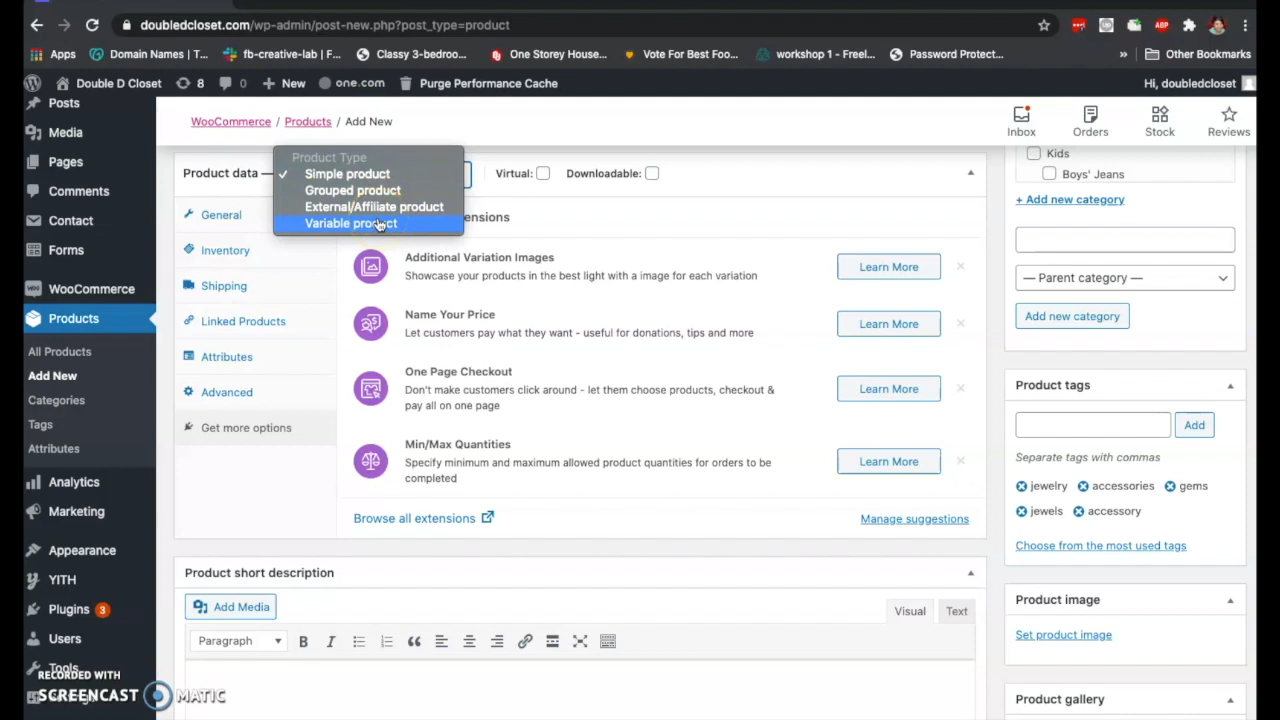 doubledcloset.com/wp-admin/post-new.php?post_type=product
ABP
Apps
Domain Names | T...
fb-creative-lab | F...
Classy 3-bedroo...
One Storey House...
Vote For Best Foo...
workshop 1 - Freel...
Password Protect...
»
Other Bookmarks
Double D Closet
8
0
+ New
one.com
Purge Performance Cache
Hi, doubledcloset
Posts
Media
Pages
Comments
Contact
Forms
WooCommerce
Products
All Products
Add New
Categories
Tags
Attributes
Analytics
Marketing
Appearance
YITH
Plugins 3
Users
Tools
WooCommerce / Products / Add New
Inbox
Orders
Stock
Reviews
Product data —
Product Type
✓ Simple product
Grouped product
External/Affiliate product
Variable product
Virtual:
Downloadable:
General
Inventory
Shipping
Linked Products
Attributes
Advanced
Get more options
Additional Variation Images
Showcase your products in the best light with a image for each variation
Learn More
Name Your Price
Let customers pay what they want - useful for donations, tips and more
Learn More
One Page Checkout
Don't make customers click around - let them choose products, checkout &
pay all on one page
Learn More
Min/Max Quantities
Specify minimum and maximum allowed product quantities for orders to be
completed
Learn More
Browse all extensions
Manage suggestions
Product short description
Add Media
Visual
Text
Paragraph
B I
Kids
Boys' Jeans
+ Add new category
— Parent category —
Add new category
Product tags
Add
Separate tags with commas
jewelry accessories gems
jewels accessory
Choose from the most used tags
Product image
Set product image
Product gallery
RECORDED WITH
SCREENCAST MATIC